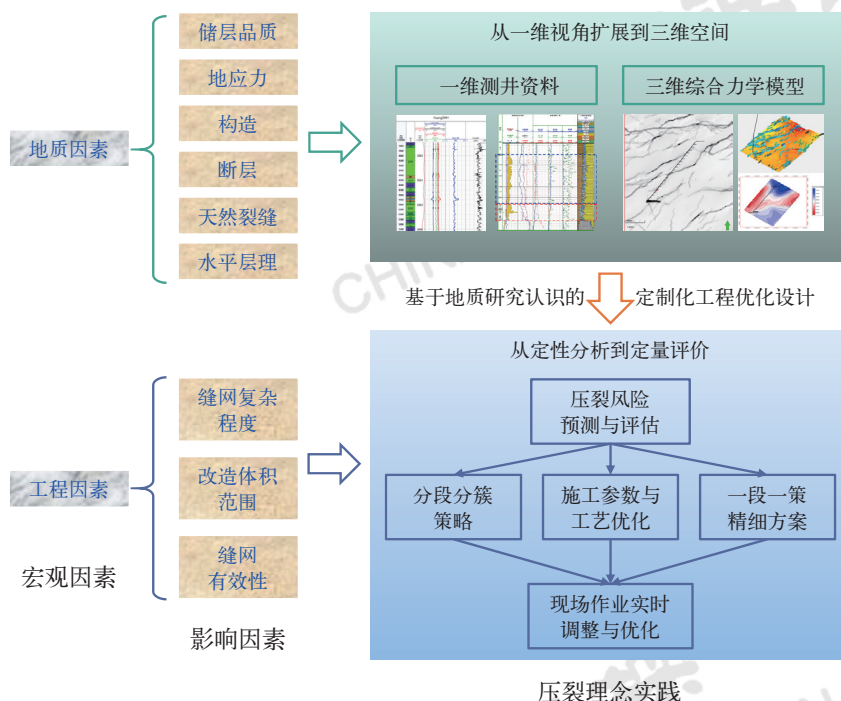 地质因素
储层品质
地应力
构造
断层
天然裂缝
水平层理
从一维视角扩展到三维空间
一维测井资料
三维综合力学模型
基于地质研究认识的
定制化工程优化设计
工程因素
缝网复杂
程度
改造体积
范围
缝网
有效性
从定性分析到定量评价
压裂风险
预测与评估
分段分簇
策略
施工参数与
工艺优化
一段一策
精细方案
现场作业实时
调整与优化
宏观因素
影响因素
压裂理念实践